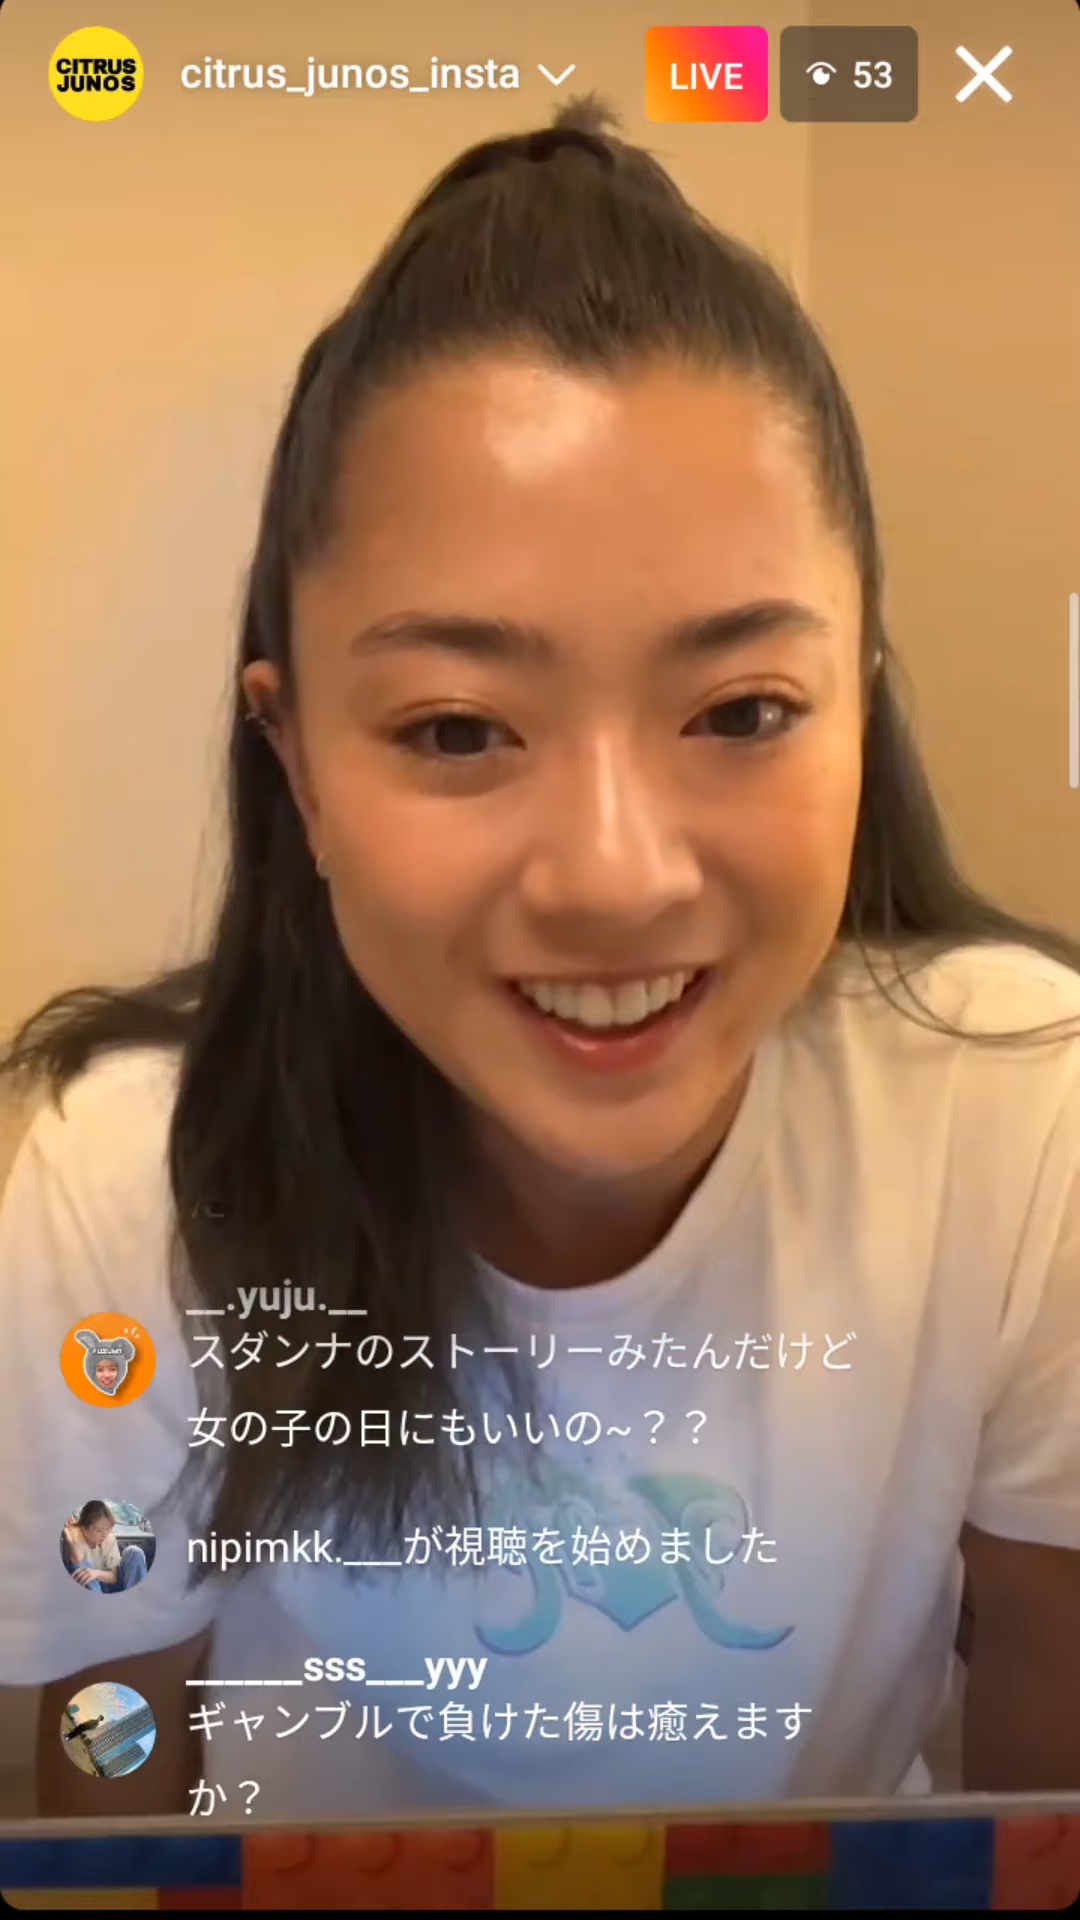 CITRUS
JUNOS
citrus_junos_insta
LIVE
53
__.yuju.__
スダンナのストーリーみたんだけど
女の子の日にもいいの~？？
nipimkk.___が視聴を始めました
______sss___yyy
ギャンブルで負けた傷は癒えます
か？